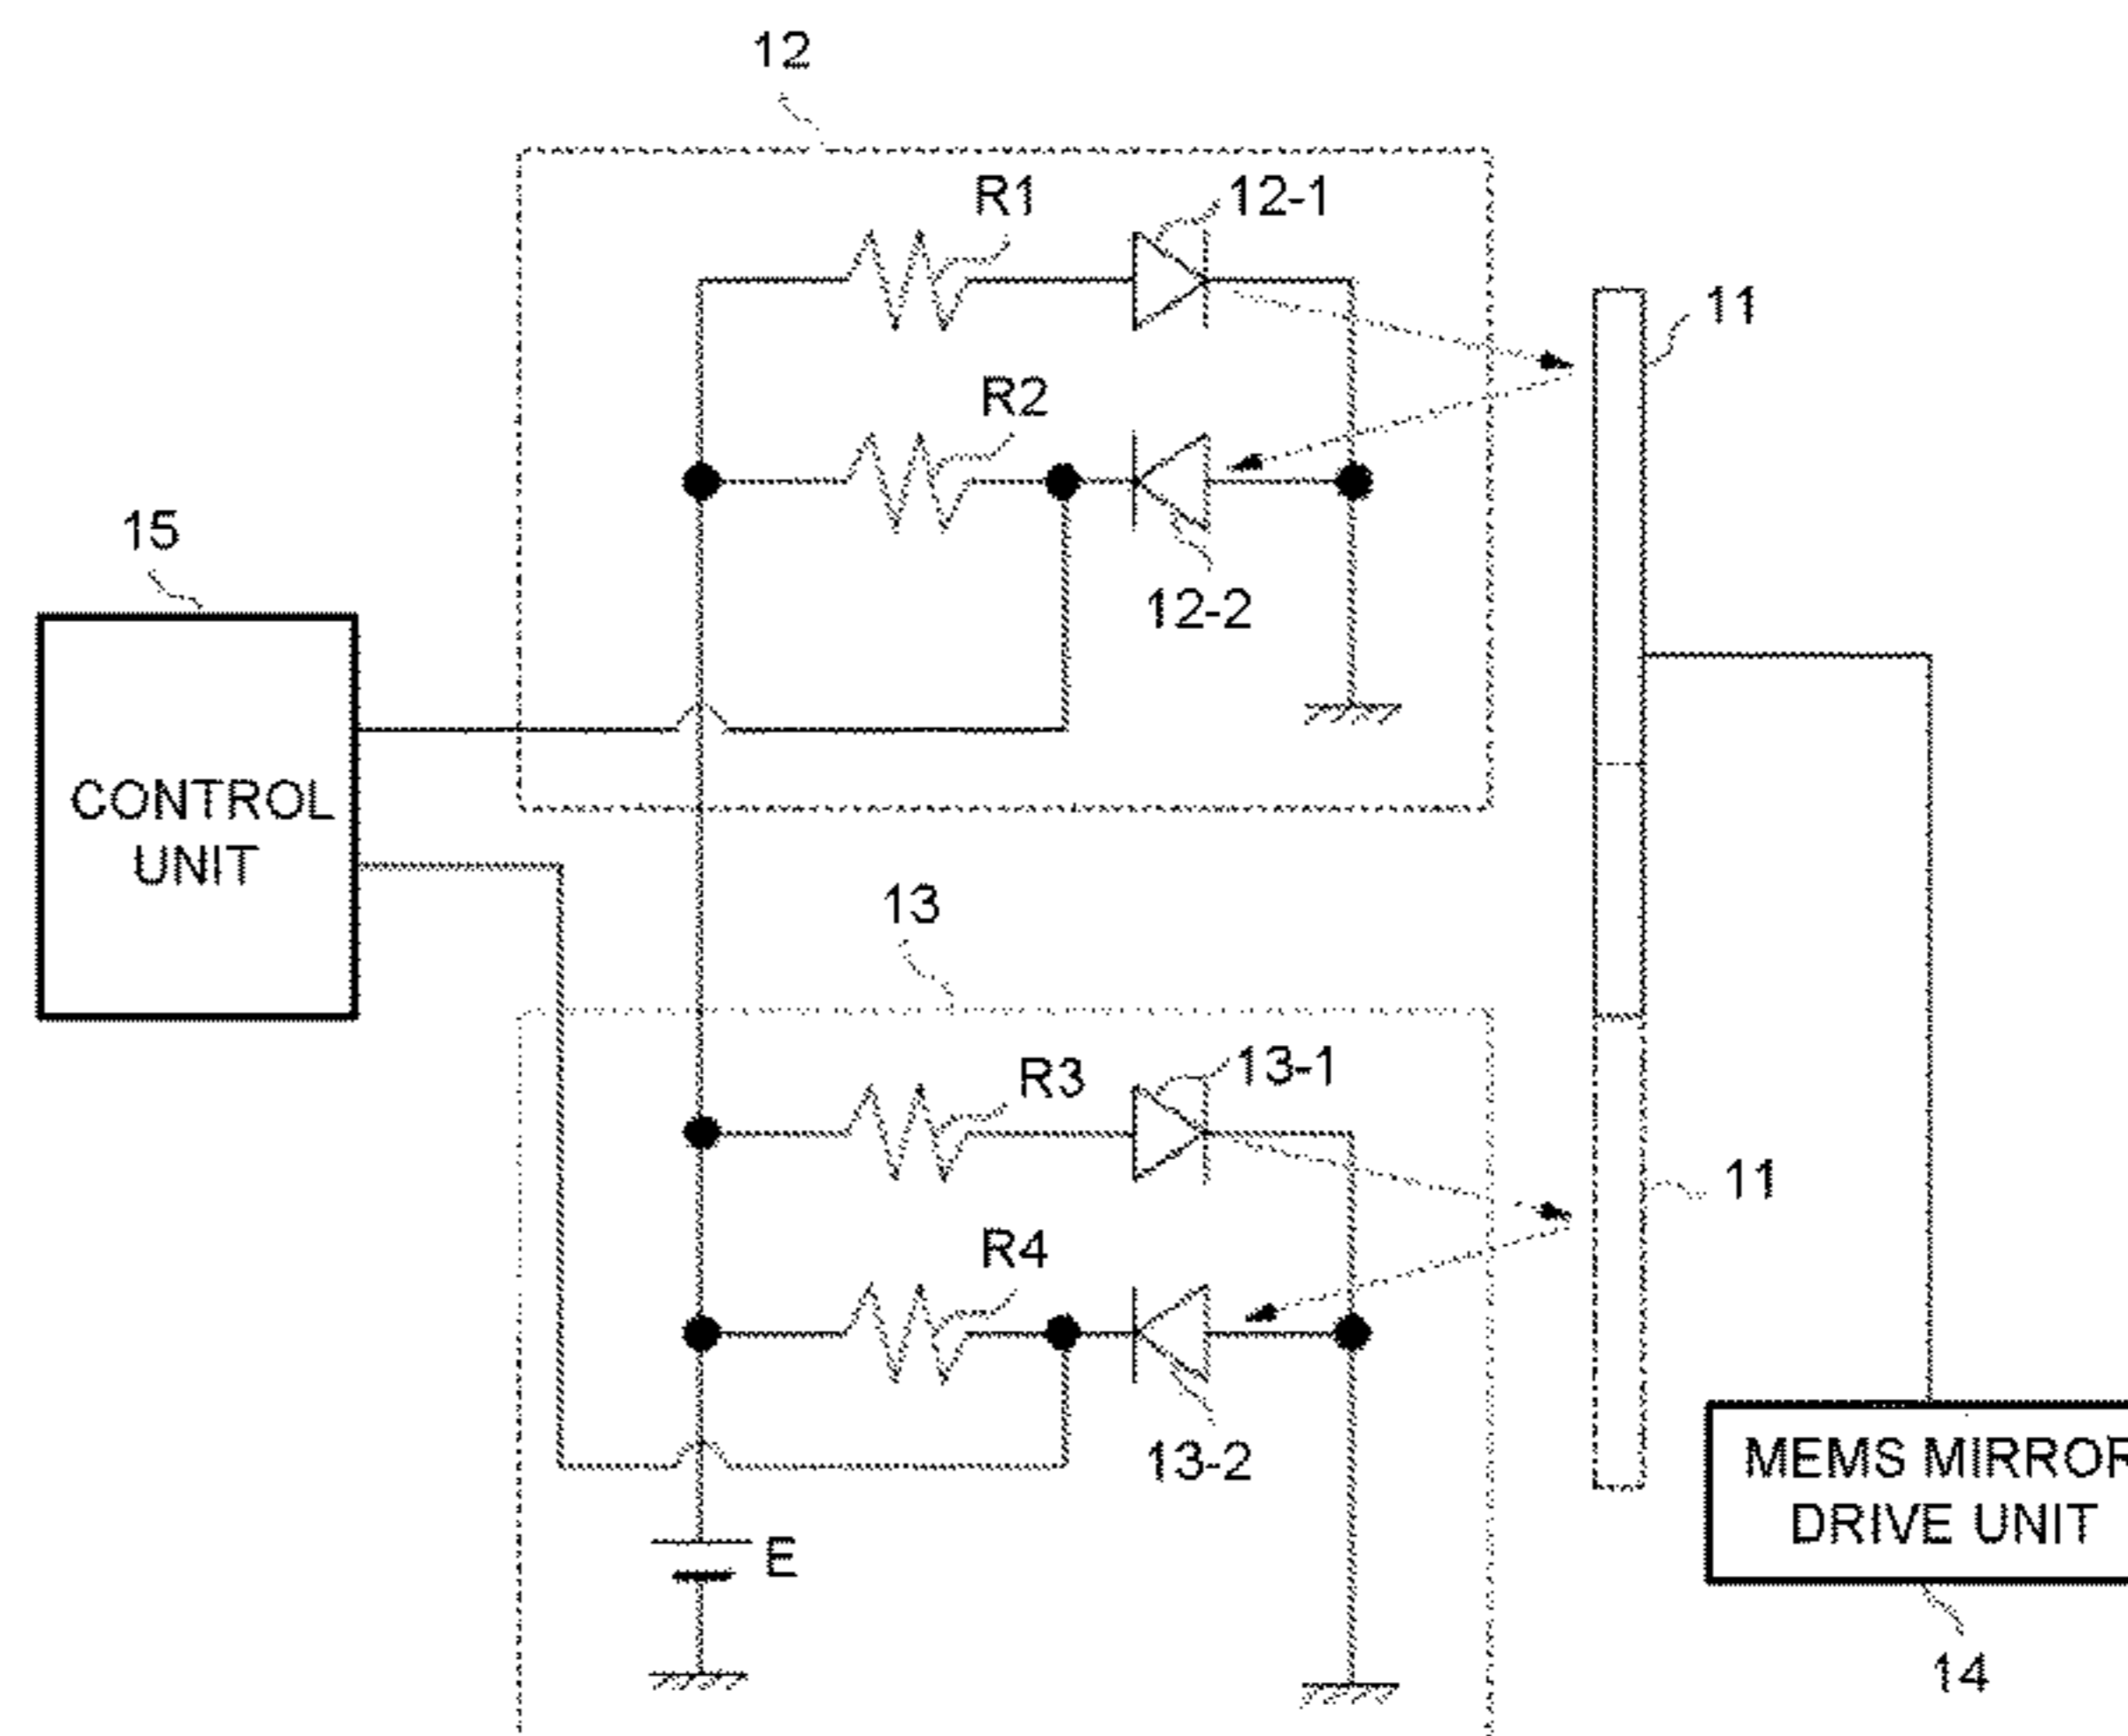 12
R1
12-1
11
R2
15
12-2
CONTROL
UNIT
13
R3
13-1
11
R4
13-2
MEMS MIRROR
DRIVE UNIT
E
14